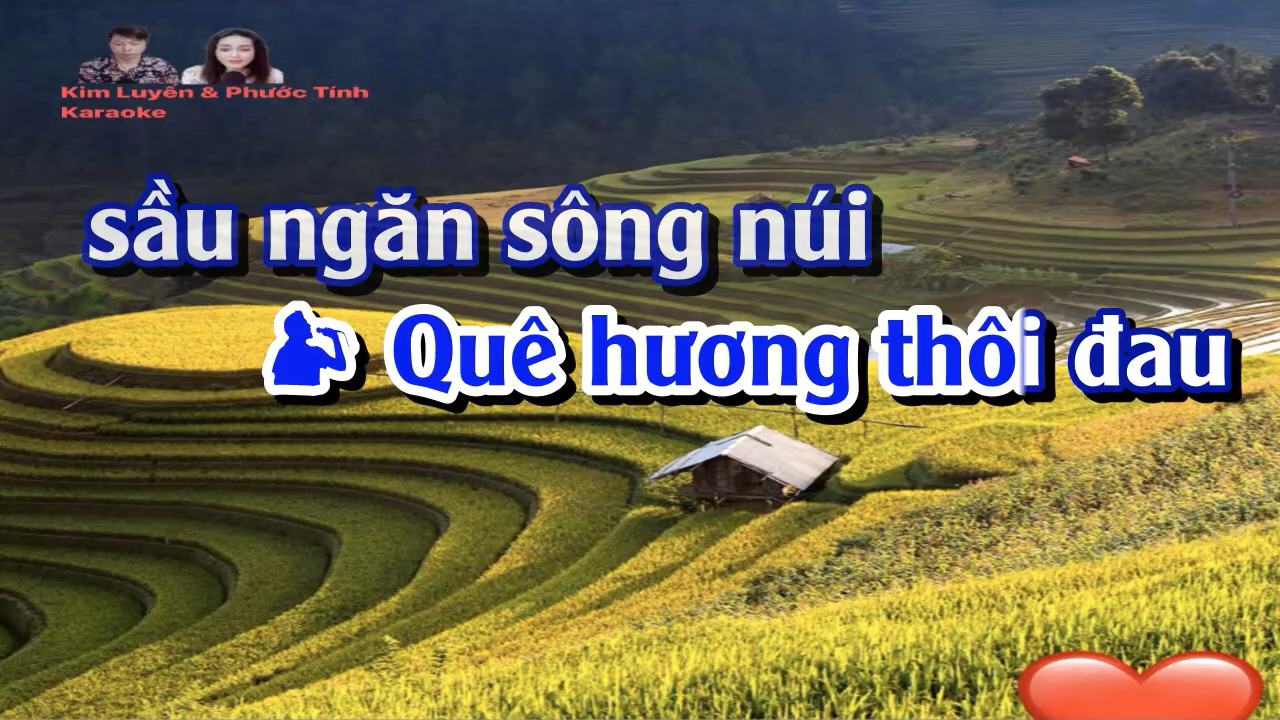 Kim Luyến & Phước Tính
Karaoke
sầu ngăn sông núi
Quê hương thôi đau